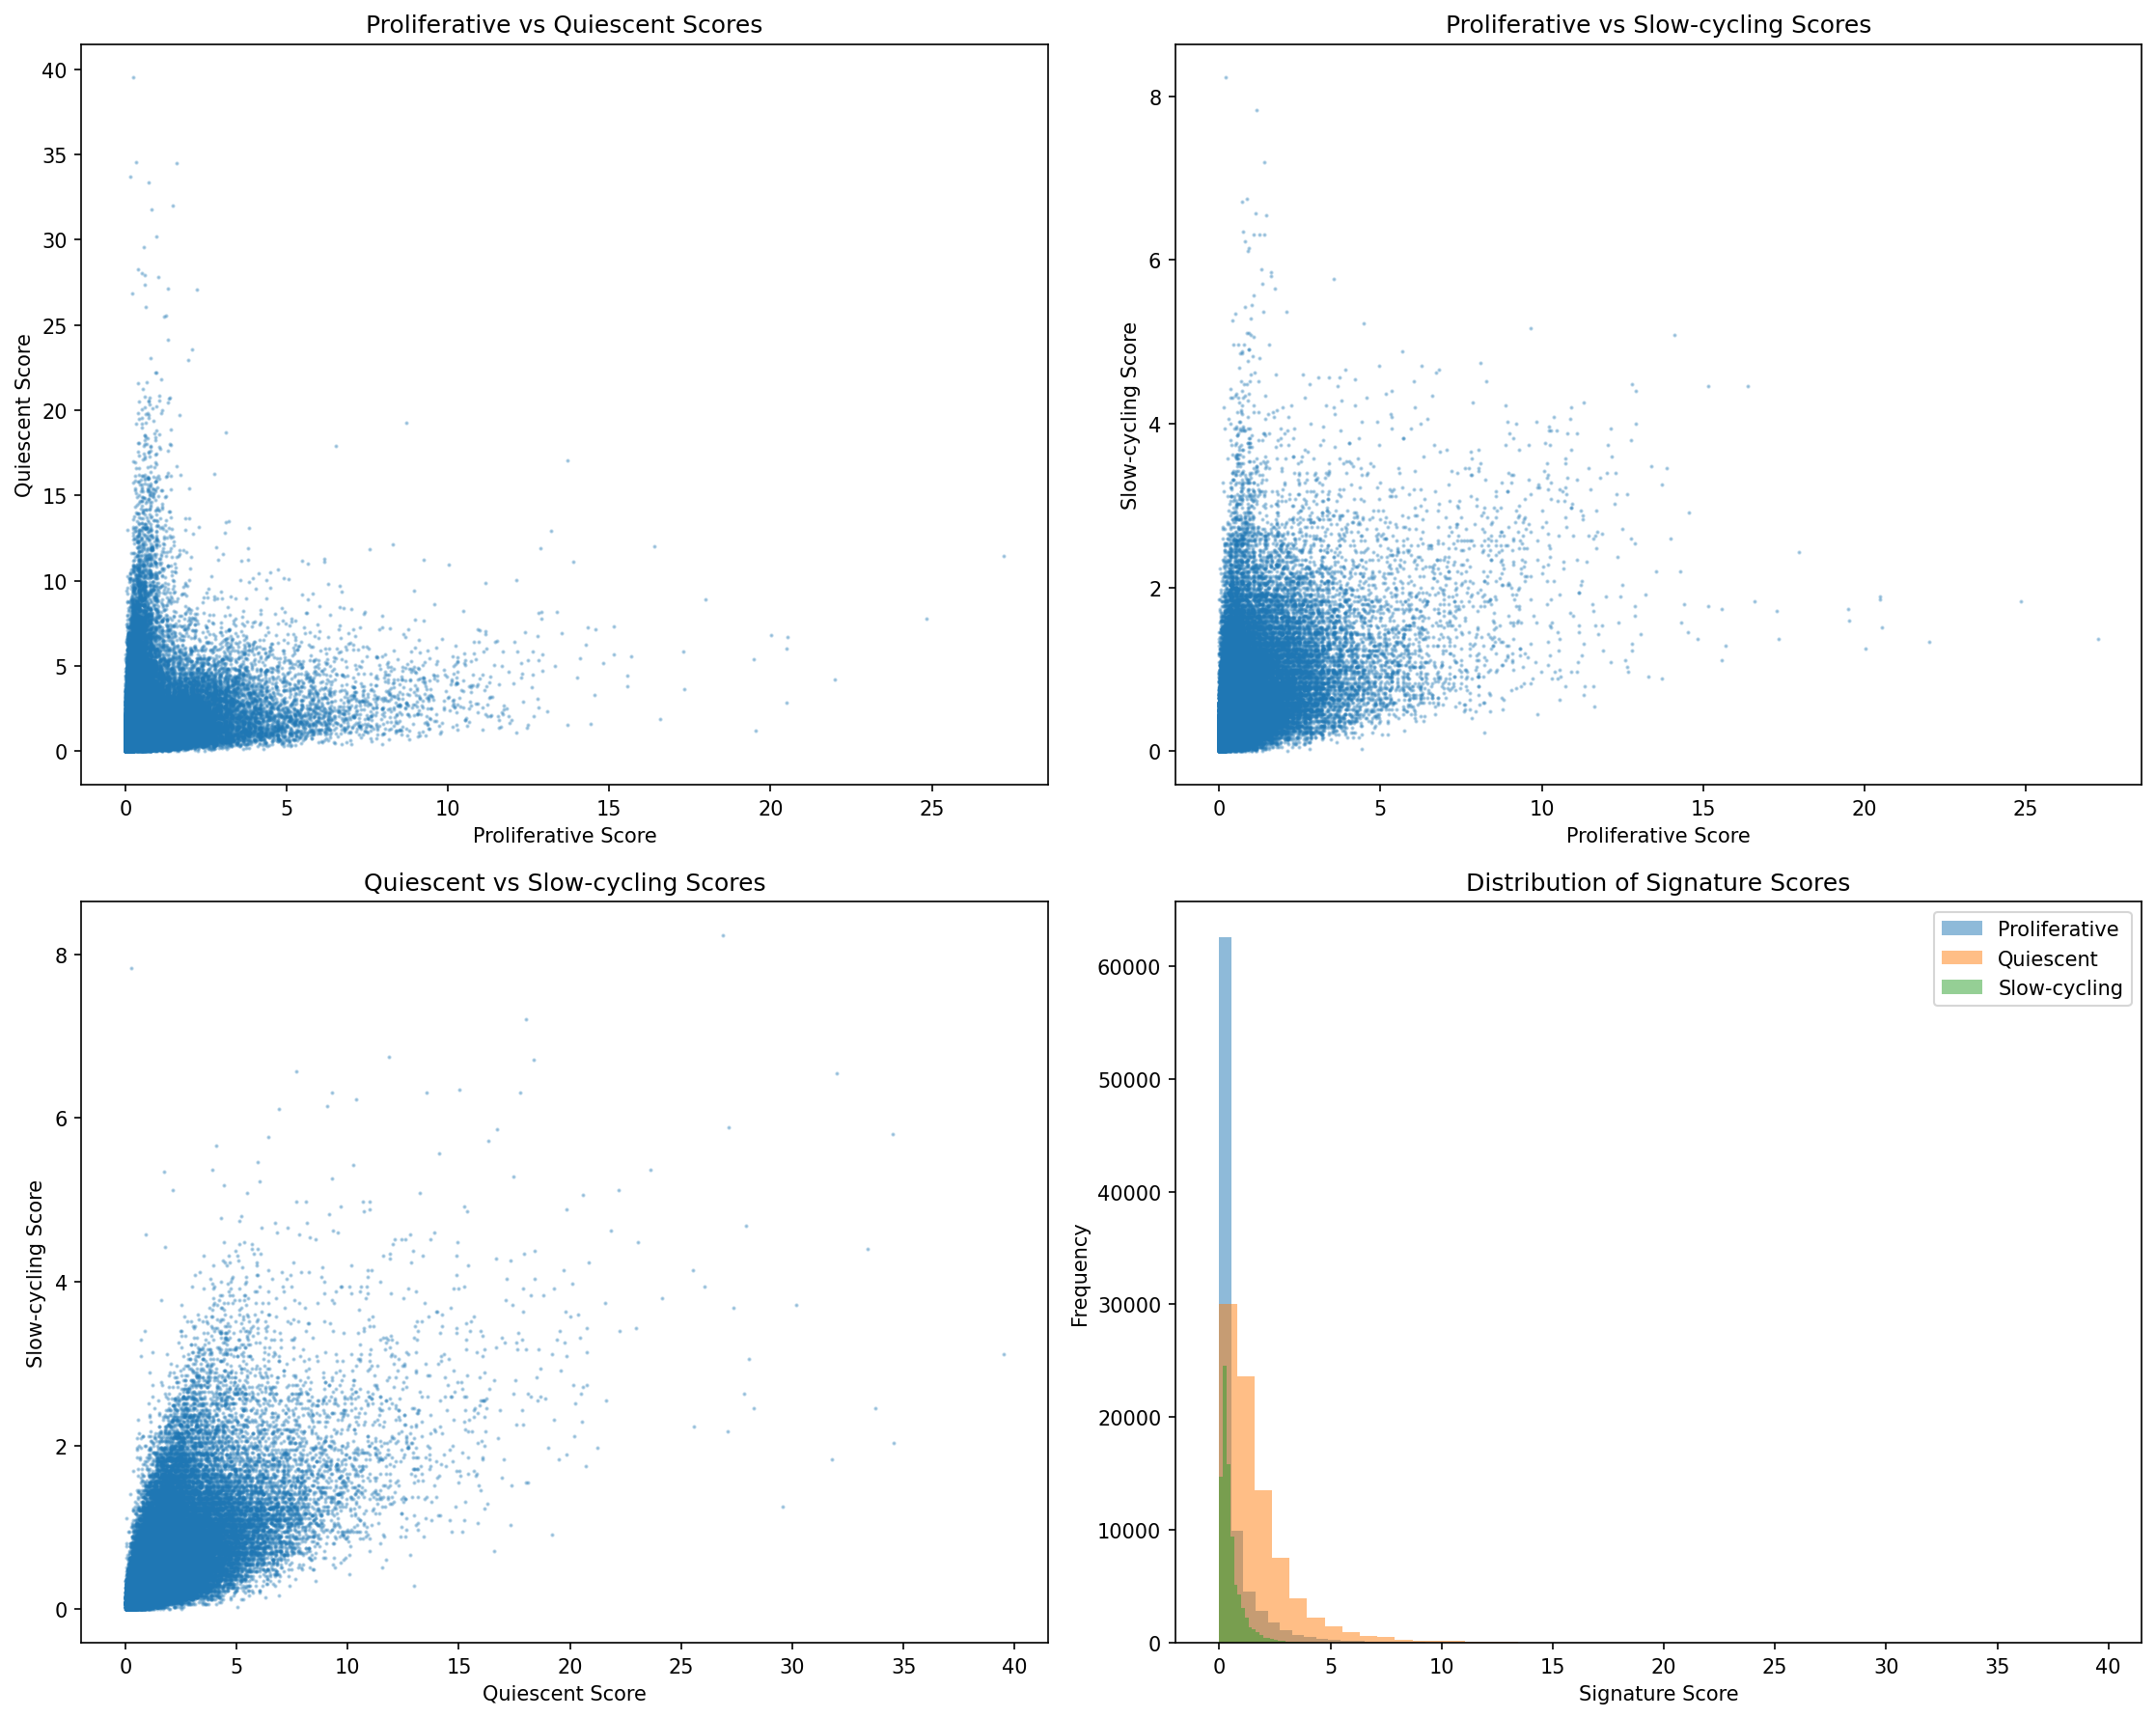 Proliferative vs Quiescent Scores
40
35
30
25
20
15
10
5
0
Quiescent Score
0 5 10 15 20 25
Proliferative Score
Proliferative vs Slow-cycling Scores
8
6
4
2
0
Slow-cycling Score
0 5 10 15 20 25
Proliferative Score
Quiescent vs Slow-cycling Scores
8
6
4
2
0
Slow-cycling Score
0 5 10 15 20 25 30 35 40
Quiescent Score
Distribution of Signature Scores
Proliferative
Quiescent
Slow-cycling
60000
50000
40000
30000
20000
10000
0
Frequency
0 5 10 15 20 25 30 35 40
Signature Score